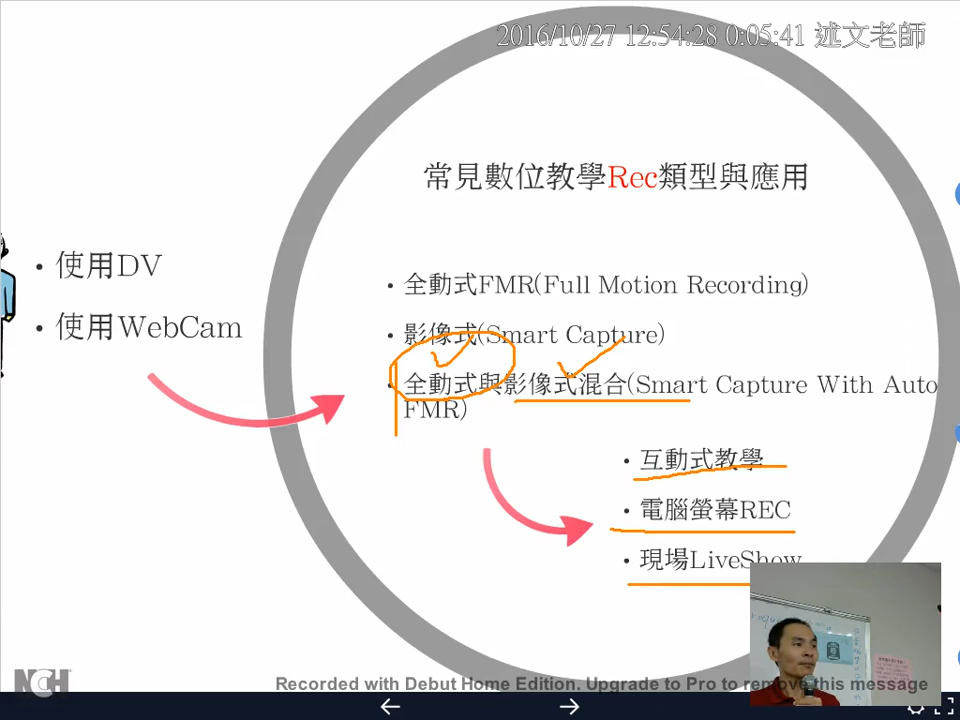 2016/10/27 12:54:28 0:05:41 述文老師
常見數位教學Rec類型與應用
• 使用DV
• 使用WebCam
• 全動式FMR(Full Motion Recording)
• 影像式(Smart Capture)
• 全動式與影像式混合(Smart Capture With Auto
FMR)
• 互動式教學
• 電腦螢幕REC
• 現場LiveShow
NCH
Recorded with Debut Home Edition. Upgrade to Pro to remove this message